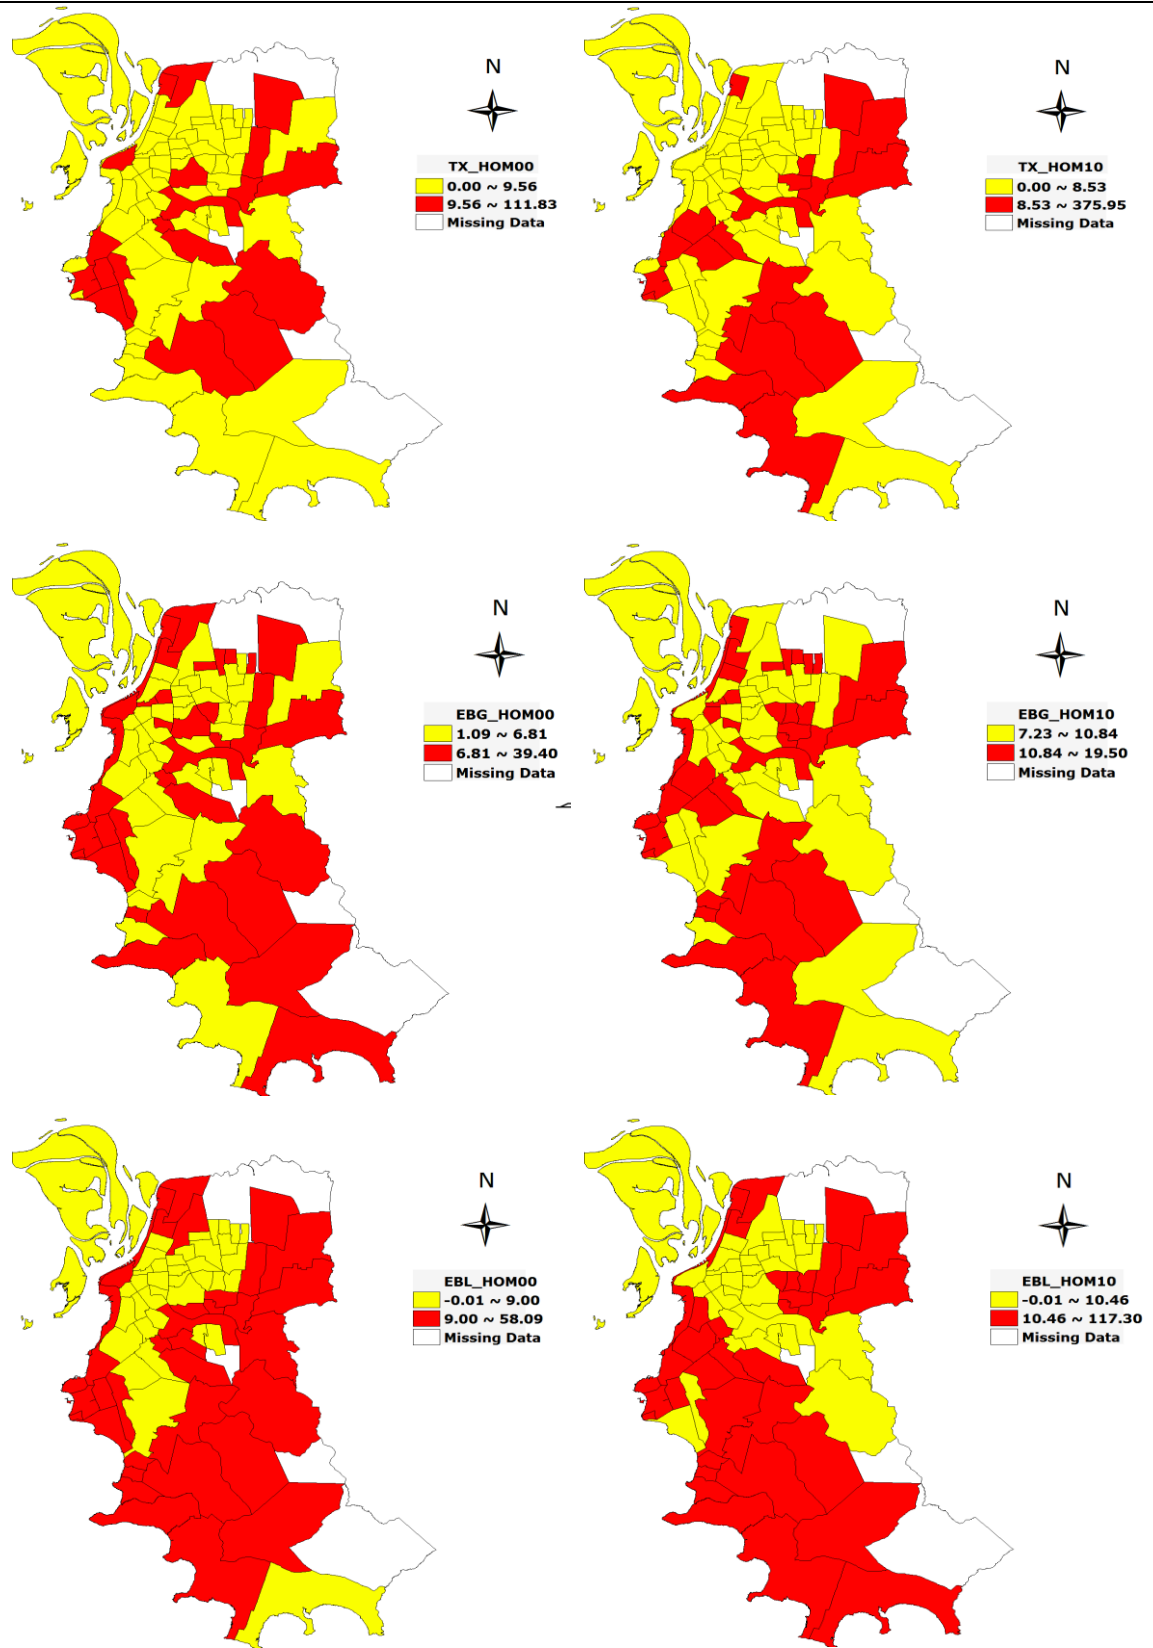 N
TX_HOM00
0.00 ~ 9.56
9.56 ~ 111.83
Missing Data
N
TX_HOM10
0.00 ~ 8.53
8.53 ~ 375.95
Missing Data
N
EBG_HOM00
1.09 ~ 6.81
6.81 ~ 39.40
Missing Data
N
EBG_HOM10
7.23 ~ 10.84
10.84 ~ 19.50
Missing Data
N
EBL_HOM00
-0.01 ~ 9.00
9.00 ~ 58.09
Missing Data
N
EBL_HOM10
-0.01 ~ 10.46
10.46 ~ 117.30
Missing Data